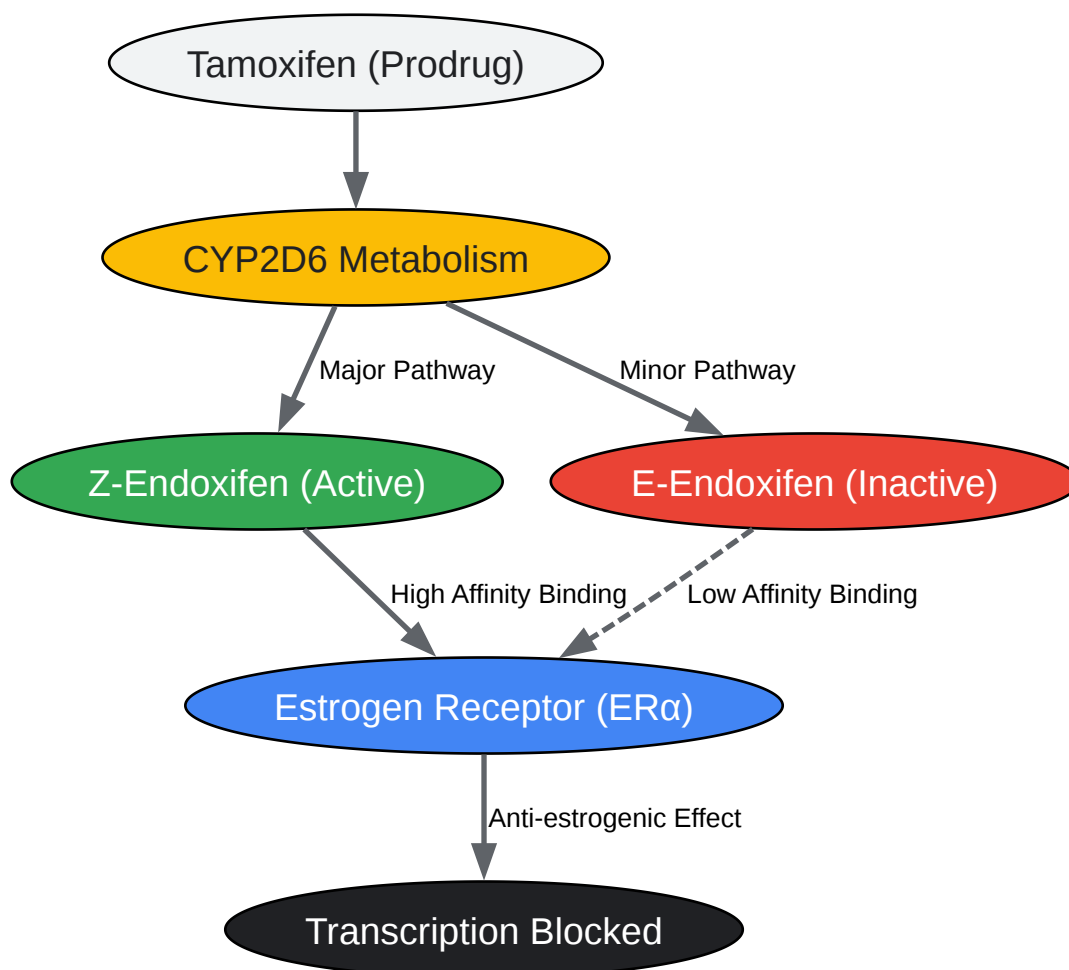 Tamoxifen (Prodrug)
CYP2D6 Metabolism
Major Pathway
Minor Pathway
Z-Endoxifen (Active)
E-Endoxifen (Inactive)
High Affinity Binding
Low Affinity Binding
Estrogen Receptor (ERα)
Anti-estrogenic Effect
Transcription Blocked